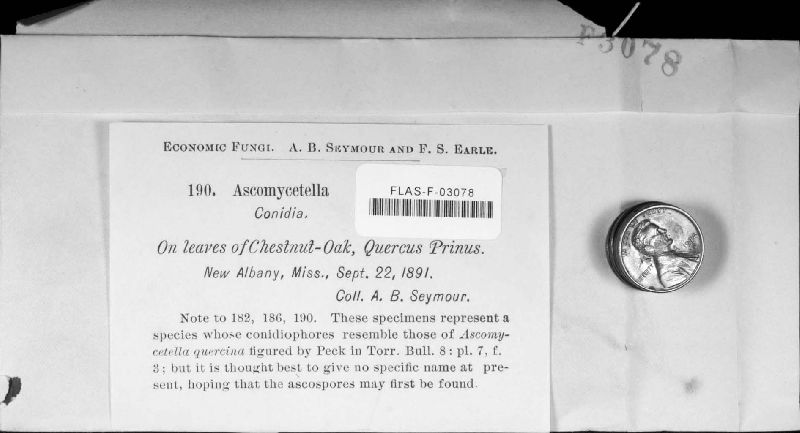 F3078
ECONOMIC FUNGI. A. B. SEYMOUR AND F. S. EARLE.
190. Ascomycetella
Conidia.
FLAS-F-03078
On leaves of Chestnut-Oak, Quercus Prinus.
New Albany, Miss., Sept. 22, 1891.
Coll. A. B. Seymour.
Note to 182, 186, 190. These specimens represent a
species whose conidiophores resemble those of Ascomy-
cetella quercina figured by Peck in Torr. Bull. 8: pl. 7, f.
3; but it is thought best to give no specific name at pre-
sent, hoping that the ascospores may first be found.